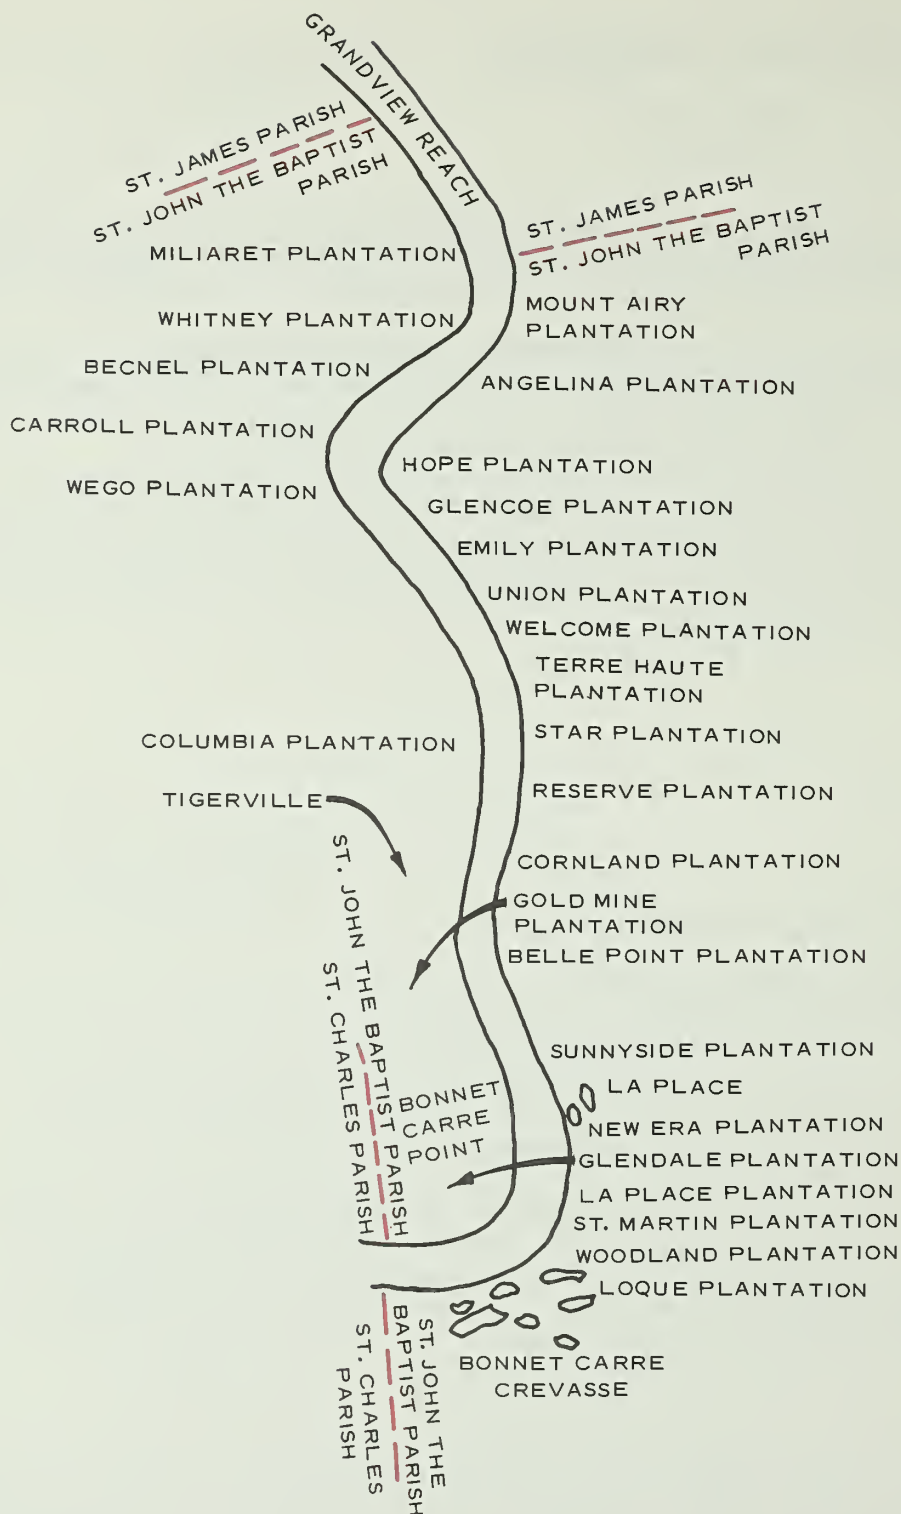 GRANDVIEW REACH
ST. JAMES PARISH
ST. JOHN THE BAPTIST
PARISH
ST. JAMES PARISH
ST. JOHN THE BAPTIST
PARISH
MILIARET PLANTATION
MOUNT AIRY
PLANTATION
WHITNEY PLANTATION
BECNEL PLANTATION
ANGELINA PLANTATION
CARROLL PLANTATION
HOPE PLANTATION
WEGO PLANTATION
GLENCOE PLANTATION
EMILY PLANTATION
UNION PLANTATION
WELCOME PLANTATION
TERRE HAUTE
PLANTATION
STAR PLANTATION
COLUMBIA PLANTATION
RESERVE PLANTATION
TIGERVILLE
CORNLAND PLANTATION
GOLD MINE
PLANTATION
BELLE POINT PLANTATION
ST. JOHN THE BAPTIST PARISH
ST. CHARLES PARISH
SUNNYSIDE PLANTATION
LA PLACE
BONNET
CARRE
POINT
NEW ERA PLANTATION
GLENDALE PLANTATION
LA PLACE PLANTATION
ST. MARTIN PLANTATION
WOODLAND PLANTATION
LOQUE PLANTATION
BONNET CARRE
CREVASSE
ST. JOHN THE
BAPTIST PARISH
ST. CHARLES
PARISH